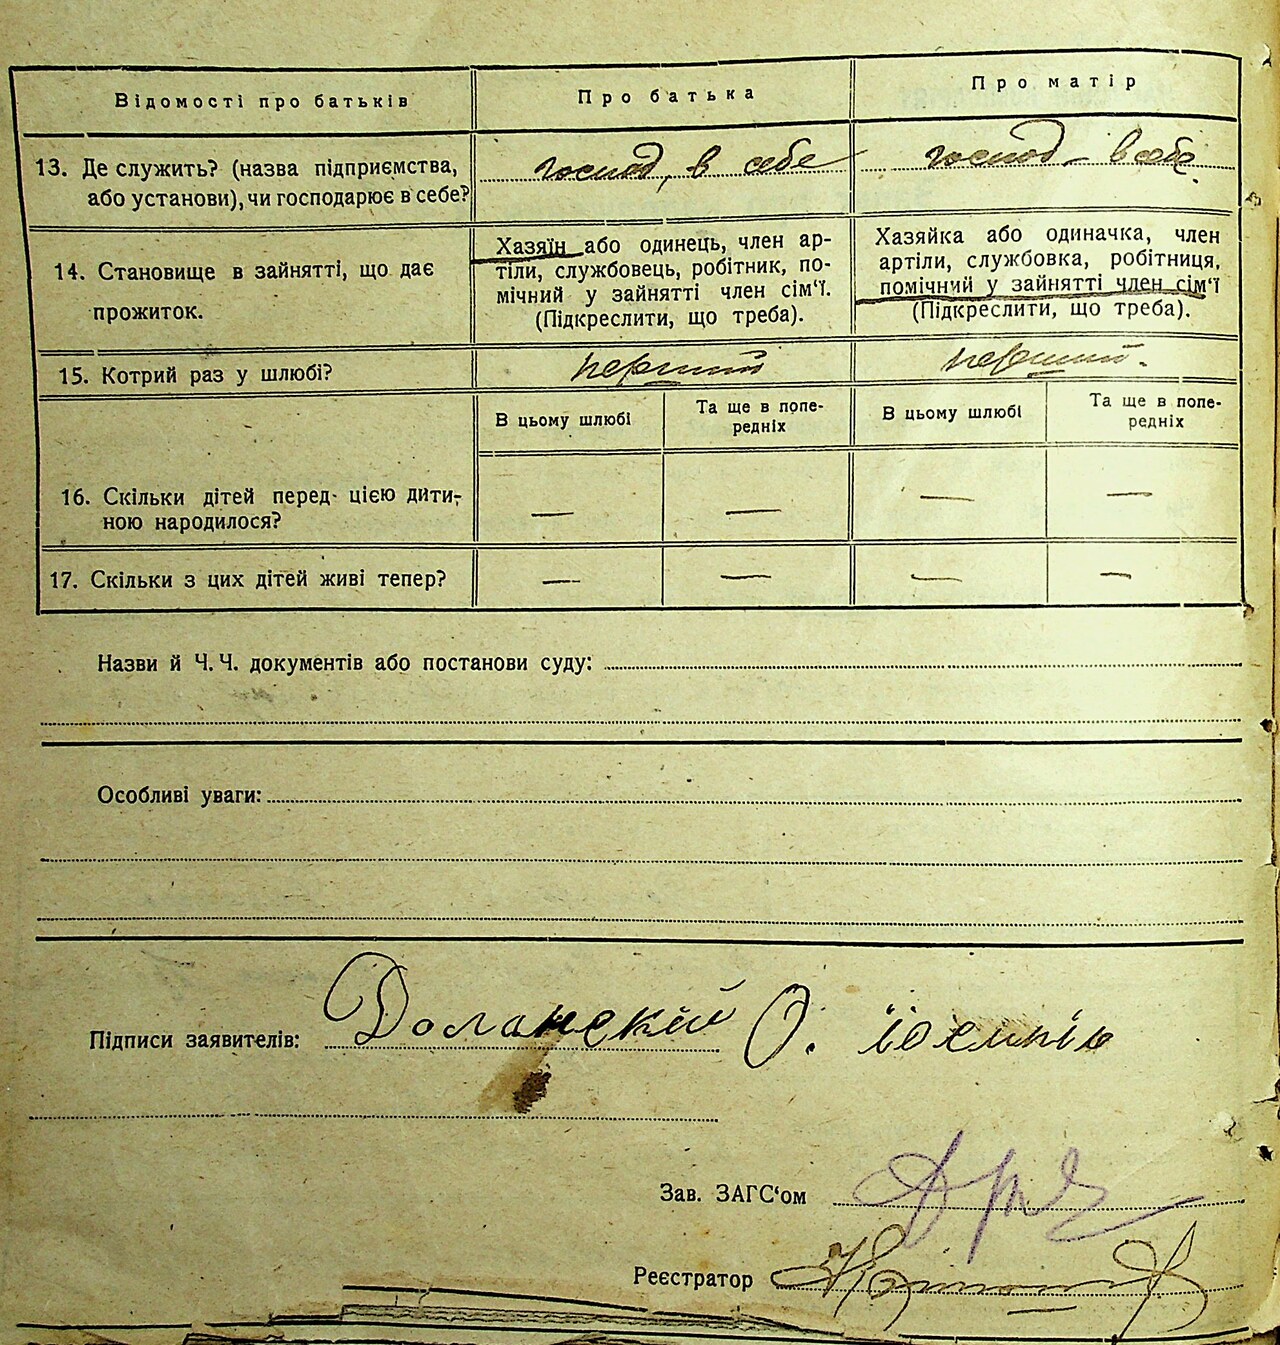 Відомості про батьків
Про батька
Про матір
13. Де служить? (назва підприємства,
або установи), чи господарює в себе?
господ, в себе
господ – в себе
14. Становище в зайнятті, що дає
прожиток.
Хазяїн або одинець, член ар-
тіли, службовець, робітник, по-
мічний у зайнятті член сім'ї.
(Підкреслити, що треба).
Хазяйка або одиначка, член
артіли, службовка, робітниця,
помічний у зайнятті член сім'ї
(Підкреслити, що треба).
15. Котрий раз у шлюбі?
перший
перший
В цьому шлюбі
Та ще в попе-
редніх
В цьому шлюбі
Та ще в попе-
редніх
16. Скільки дітей перед цією дити-
ною народилося?
— — — —
17. Скільки з цих дітей живі тепер?
— — — —
Назви й Ч. Ч. документів або постанови суду:
Особливі уваги:
Підписи заявителів: Доланский О.
Зав. ЗАГС'ом
Реєстратор